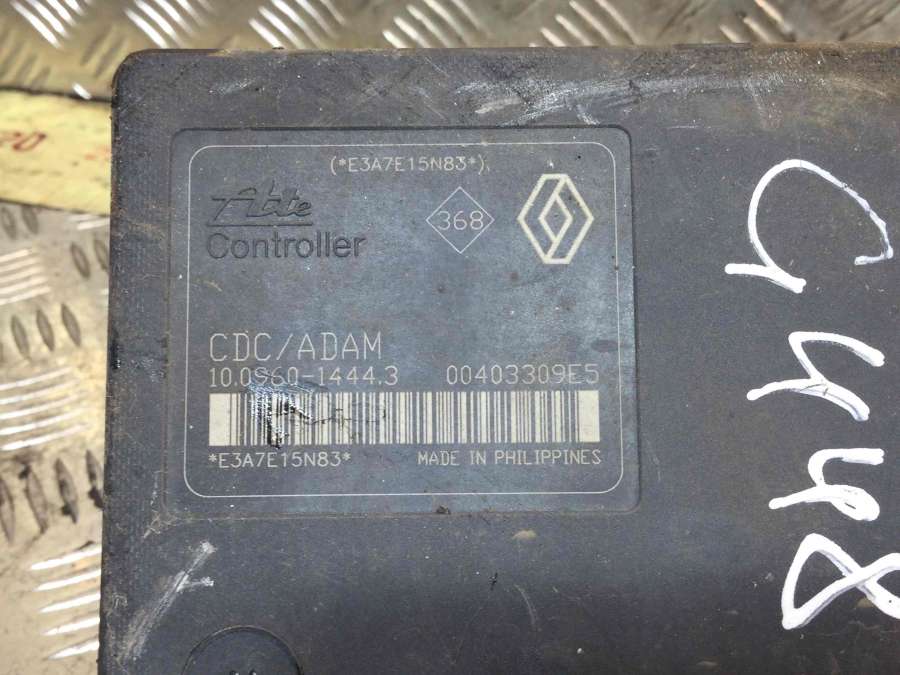 (*E3A7E15N83*)
Ate
368
Controller
CDC/ADAM
10.0960-1444.3 00403309E5
*E3A7E15N83* MADE IN PHILIPPINES
G448